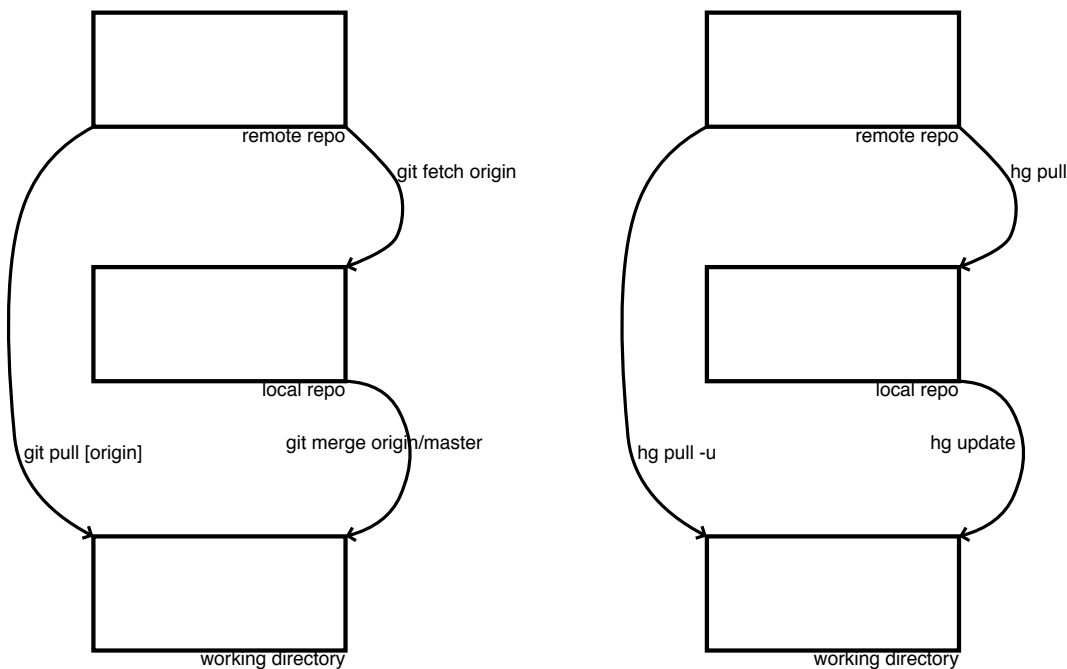 remote repo
git fetch origin
local repo
git merge origin/master
git pull [origin]
working directory
remote repo
hg pull
local repo
hg update
hg pull -u
working directory